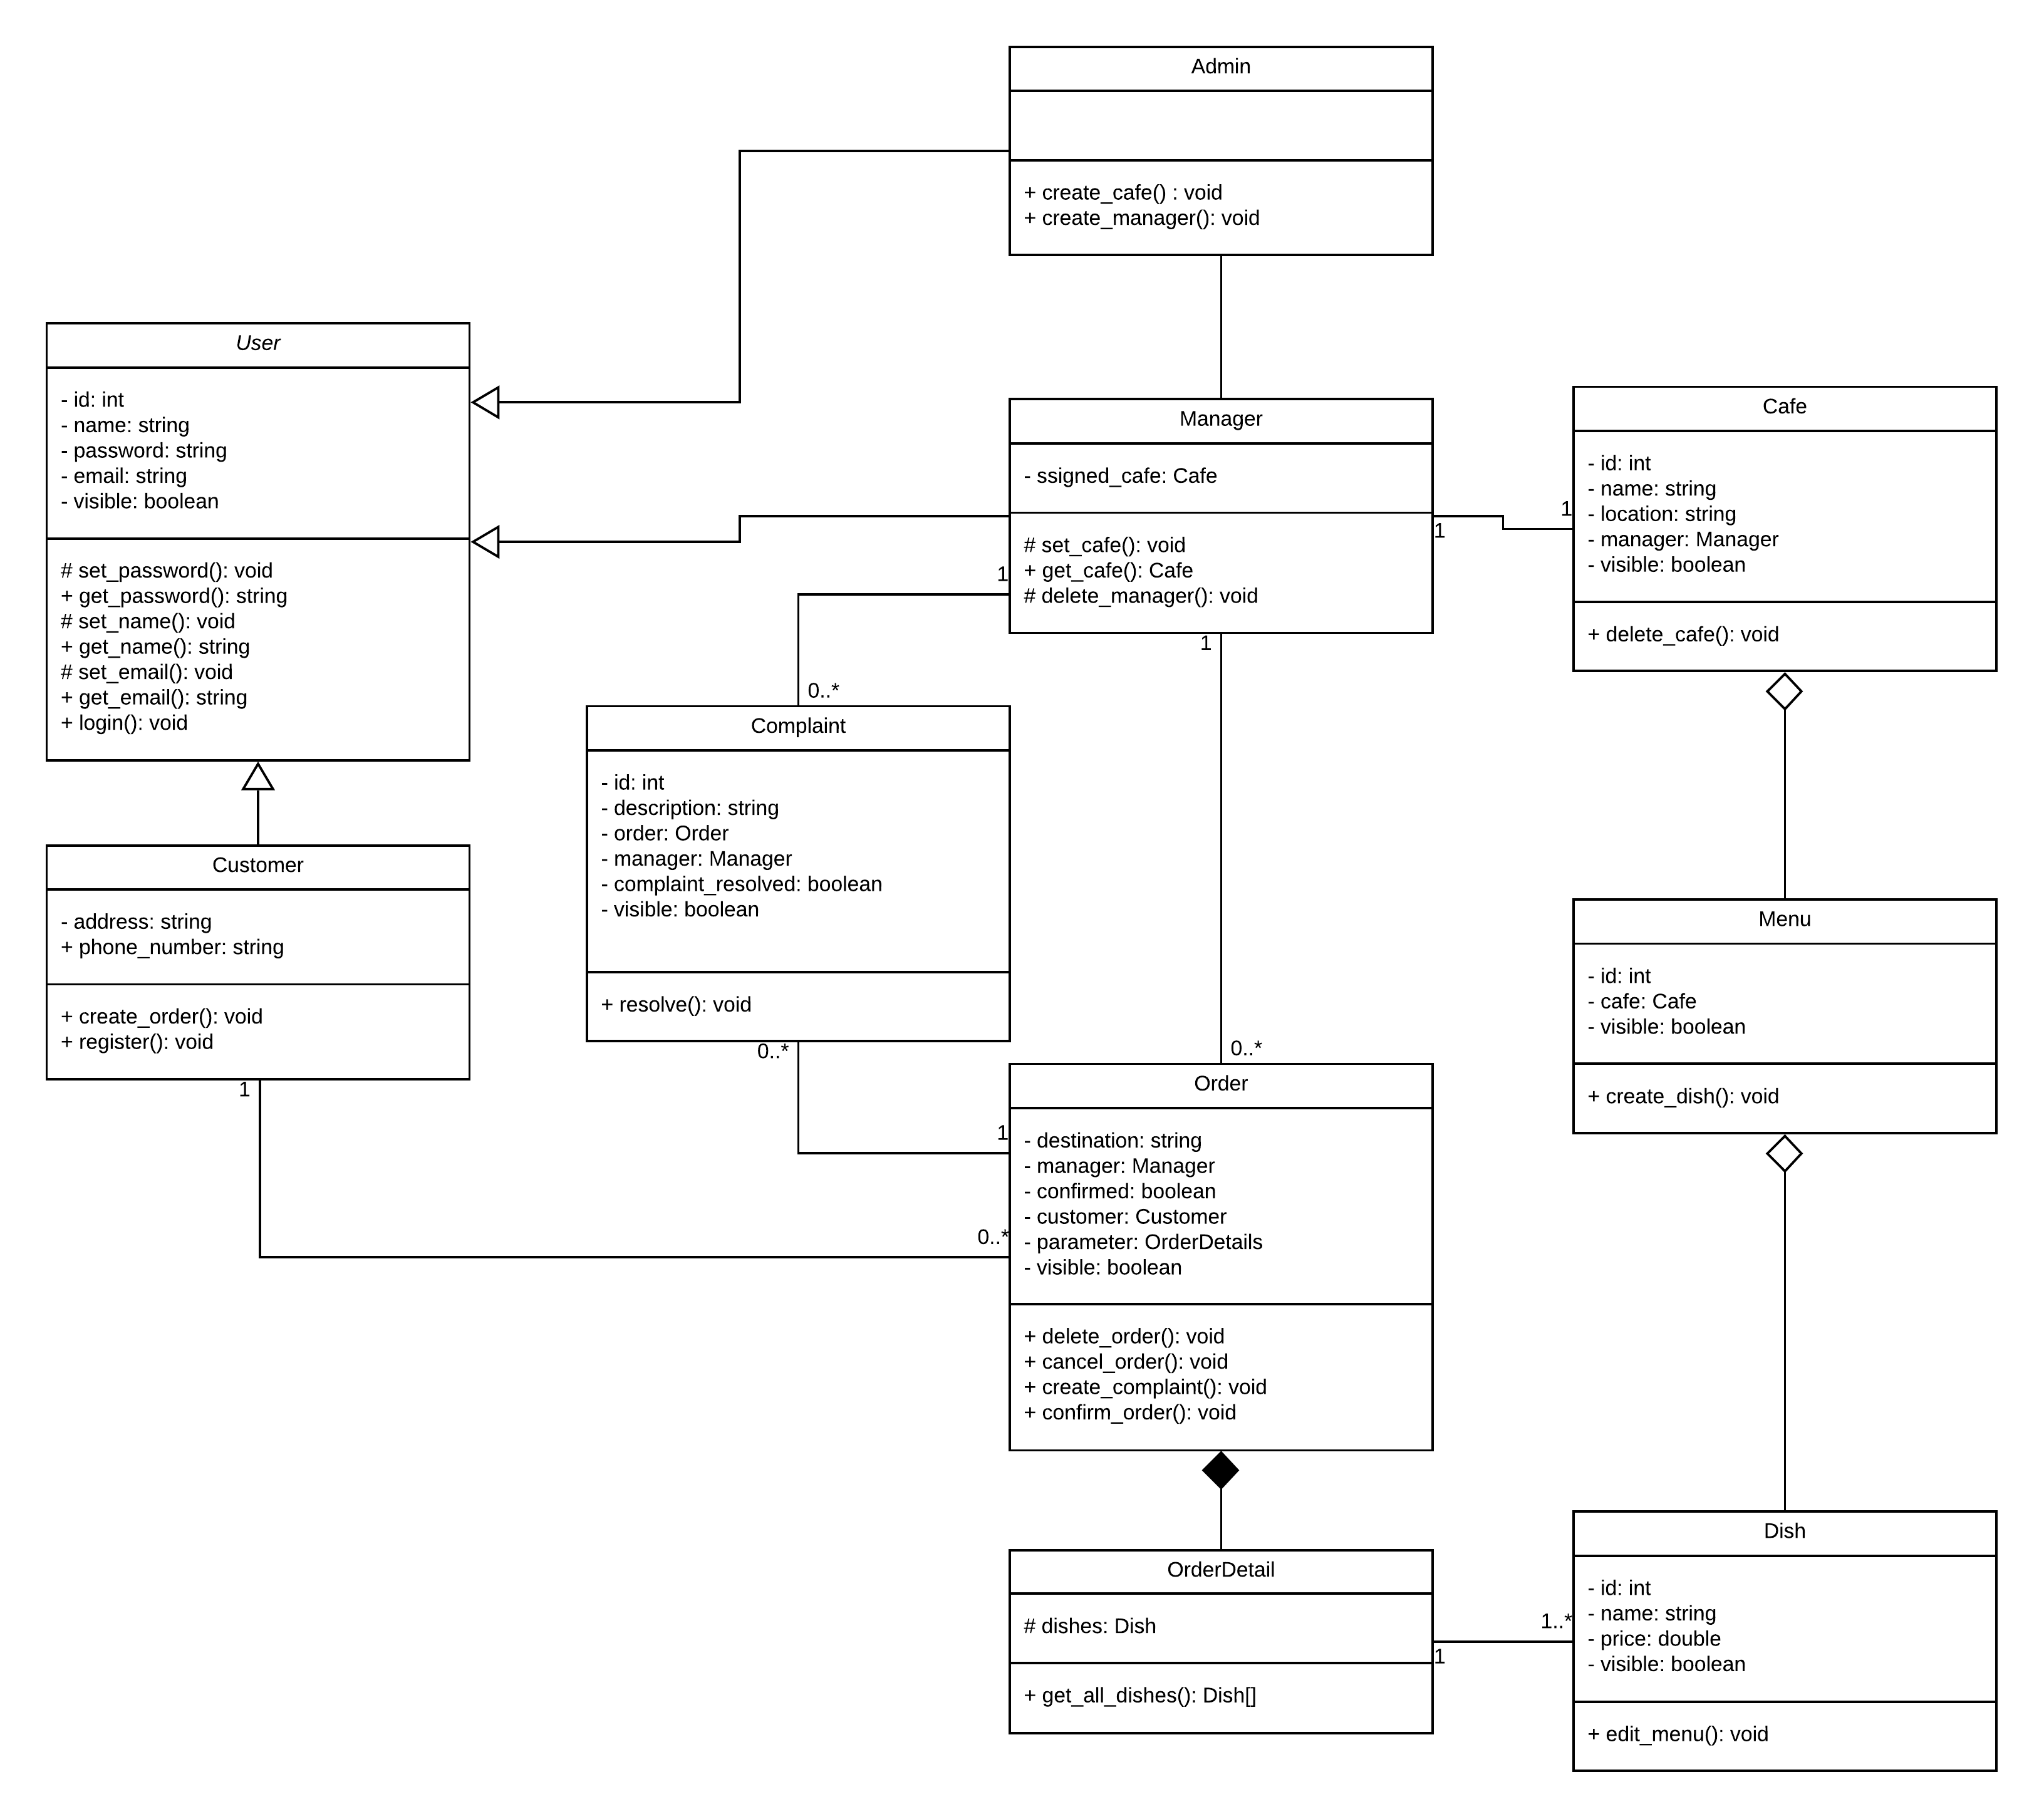 Admin
+ create_cafe() : void
+ create_manager(): void
User
- id: int
- name: string
- password: string
- email: string
- visible: boolean
# set_password(): void
+ get_password(): string
# set_name(): void
+ get_name(): string
# set_email(): void
+ get_email(): string
+ login(): void
Manager
- ssigned_cafe: Cafe
# set_cafe(): void
+ get_cafe(): Cafe
# delete_manager(): void
1
1
1
1
Cafe
- id: int
- name: string
- location: string
- manager: Manager
- visible: boolean
+ delete_cafe(): void
0..*
Complaint
- id: int
- description: string
- order: Order
- manager: Manager
- complaint_resolved: boolean
- visible: boolean
+ resolve(): void
0..*
Customer
- address: string
+ phone_number: string
+ create_order(): void
+ register(): void
1
Menu
- id: int
- cafe: Cafe
- visible: boolean
+ create_dish(): void
0..*
1
0..*
Order
- destination: string
- manager: Manager
- confirmed: boolean
- customer: Customer
- parameter: OrderDetails
- visible: boolean
+ delete_order(): void
+ cancel_order(): void
+ create_complaint(): void
+ confirm_order(): void
OrderDetail
# dishes: Dish
+ get_all_dishes(): Dish[]
1
1..*
Dish
- id: int
- name: string
- price: double
- visible: boolean
+ edit_menu(): void